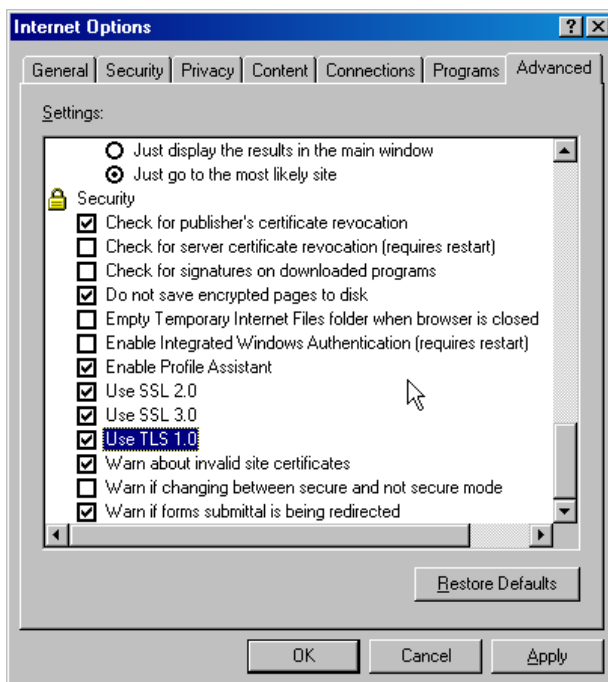 Internet Options
General Security Privacy Content Connections Programs Advanced
Settings:
Just display the results in the main window
Just go to the most likely site
Security
Check for publisher's certificate revocation
Check for server certificate revocation (requires restart)
Check for signatures on downloaded programs
Do not save encrypted pages to disk
Empty Temporary Internet Files folder when browser is closed
Enable Integrated Windows Authentication (requires restart)
Enable Profile Assistant
Use SSL 2.0
Use SSL 3.0
Use TLS 1.0
Warn about invalid site certificates
Warn if changing between secure and not secure mode
Warn if forms submittal is being redirected
Restore Defaults
OK Cancel Apply